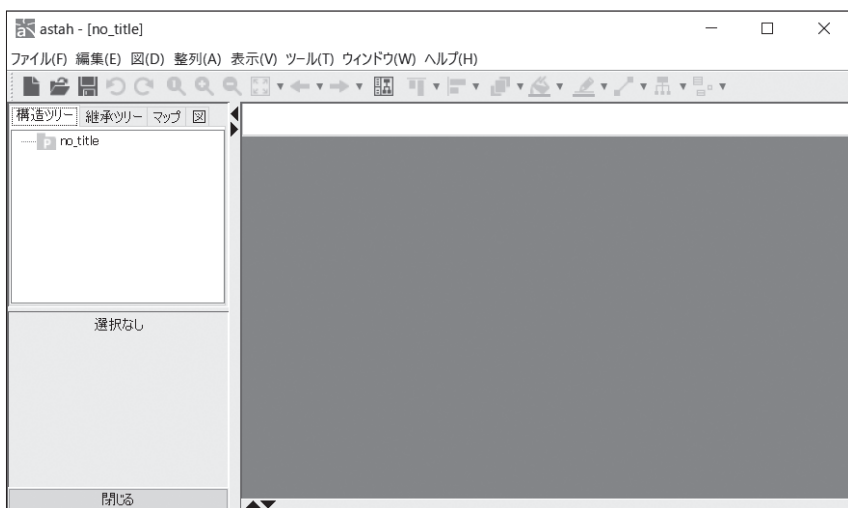 astah - [no_title]
ファイル(F) 編集(E) 図(D) 整列(A) 表示(V) ツール(T) ウィンドウ(W) ヘルプ(H)
構造ツリー 継承ツリー マップ 図
no_title
選択なし
閉じる